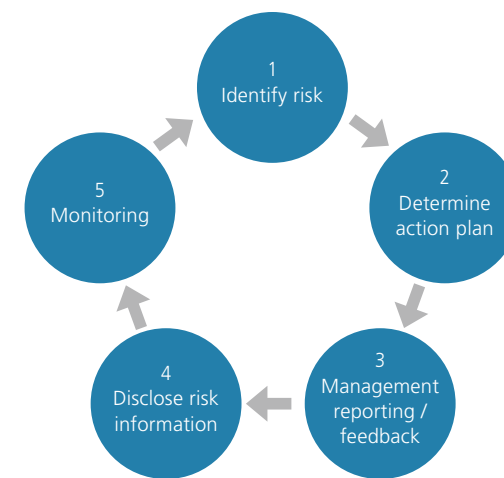 1
Identify risk
2
Determine
action plan
3
Management
reporting /
feedback
4
Disclose risk
information
5
Monitoring